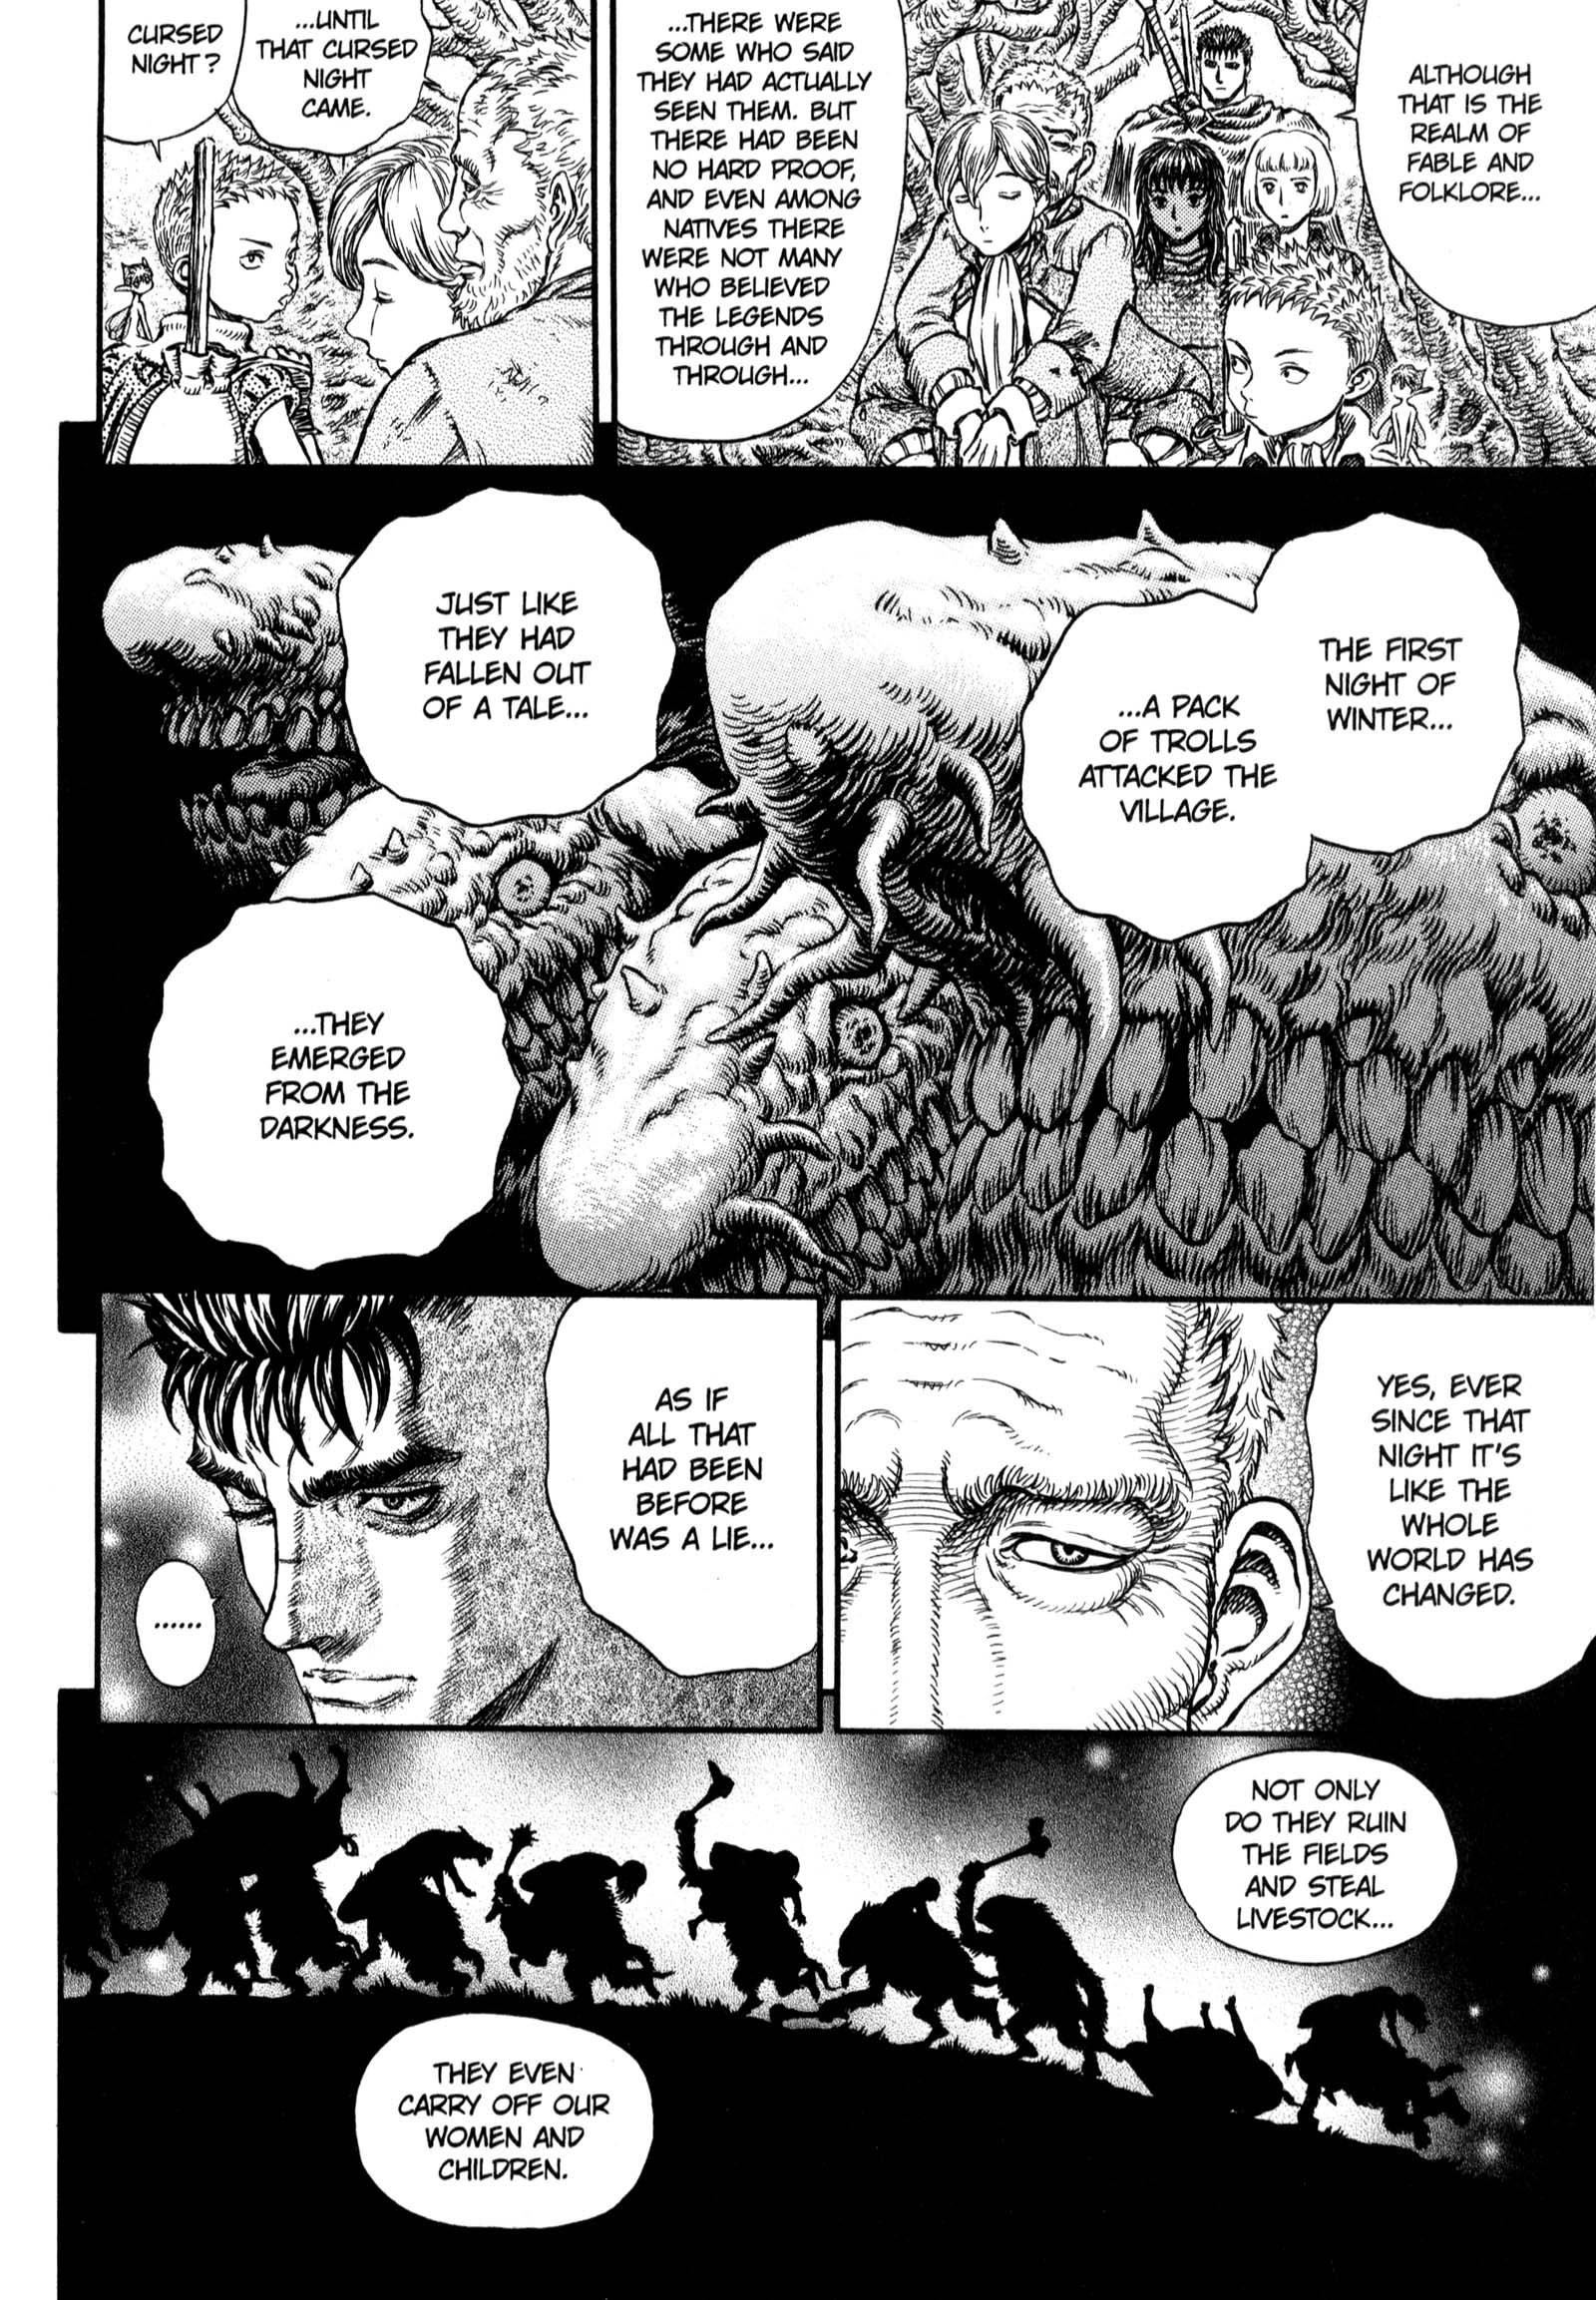 ALTHOUGH
THAT IS THE
REALM OF
FABLE AND
FOLKLORE...
...THERE WERE
SOME WHO SAID
THEY HAD ACTUALLY
SEEN THEM. BUT
THERE HAD BEEN
NO HARD PROOF,
AND EVEN AMONG
NATIVES THERE
WERE NOT MANY
WHO BELIEVED
THE LEGENDS
THROUGH AND
THROUGH...
...UNTIL
THAT CURSED
NIGHT
CAME.
CURSED
NIGHT?
THE FIRST
NIGHT OF
WINTER...
...A PACK
OF TROLLS
ATTACKED THE
VILLAGE.
JUST LIKE
THEY HAD
FALLEN OUT
OF A TALE...
...THEY
EMERGED
FROM THE
DARKNESS.
YES, EVER
SINCE THAT
NIGHT IT'S
LIKE THE
WHOLE
WORLD HAS
CHANGED.
AS IF
ALL THAT
HAD BEEN
BEFORE
WAS A LIE...
......
NOT ONLY
DO THEY RUIN
THE FIELDS
AND STEAL
LIVESTOCK...
THEY EVEN
CARRY OFF OUR
WOMEN AND
CHILDREN.